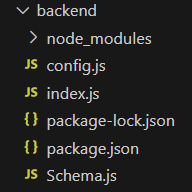 backend
node_modules
JS config.js
JS index.js
{} package-lock.json
{} package.json
JS Schema.js